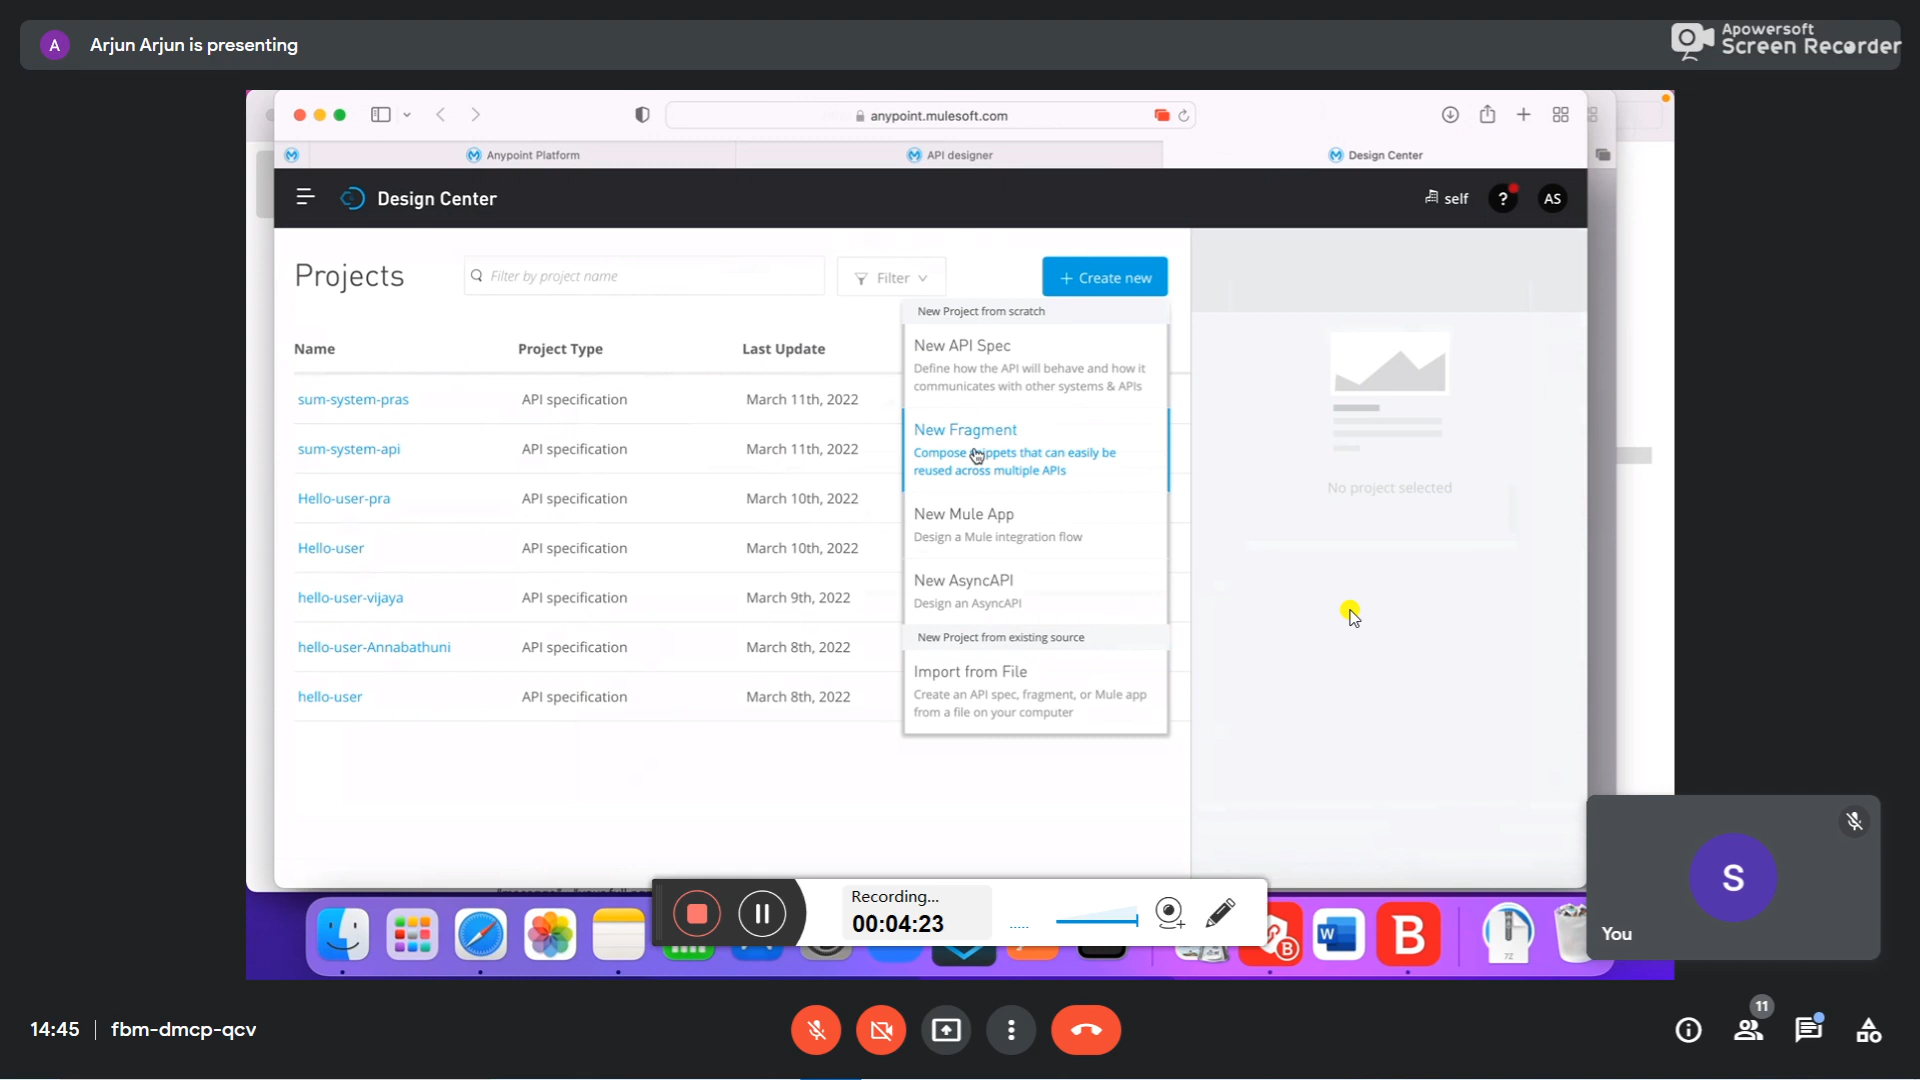 A Arjun Arjun is presenting
Apowersoft
Screen Recorder
anypoint.mulesoft.com
Anypoint Platform
API designer
Design Center
Design Center
self
?
AS
Projects
Filter by project name
Filter
+ Create new
New Project from scratch
Name
Project Type
Last Update
New API Spec
Define how the API will behave and how it
communicates with other systems & APIs
sum-system-pras
API specification
March 11th, 2022
New Fragment
Compose snippets that can easily be
reused across multiple APIs
sum-system-api
API specification
March 11th, 2022
Hello-user-pra
API specification
March 10th, 2022
New Mule App
Design a Mule integration flow
Hello-user
API specification
March 10th, 2022
New AsyncAPI
Design an AsyncAPI
hello-user-vijaya
API specification
March 9th, 2022
New Project from existing source
hello-user-Annabathuni
API specification
March 8th, 2022
Import from File
Create an API spec, fragment, or Mule app
from a file on your computer
hello-user
API specification
March 8th, 2022
No project selected
Recording...
00:04:23
W
B
B
7Z
S
You
14:45
fbm-dmcp-qcv
11